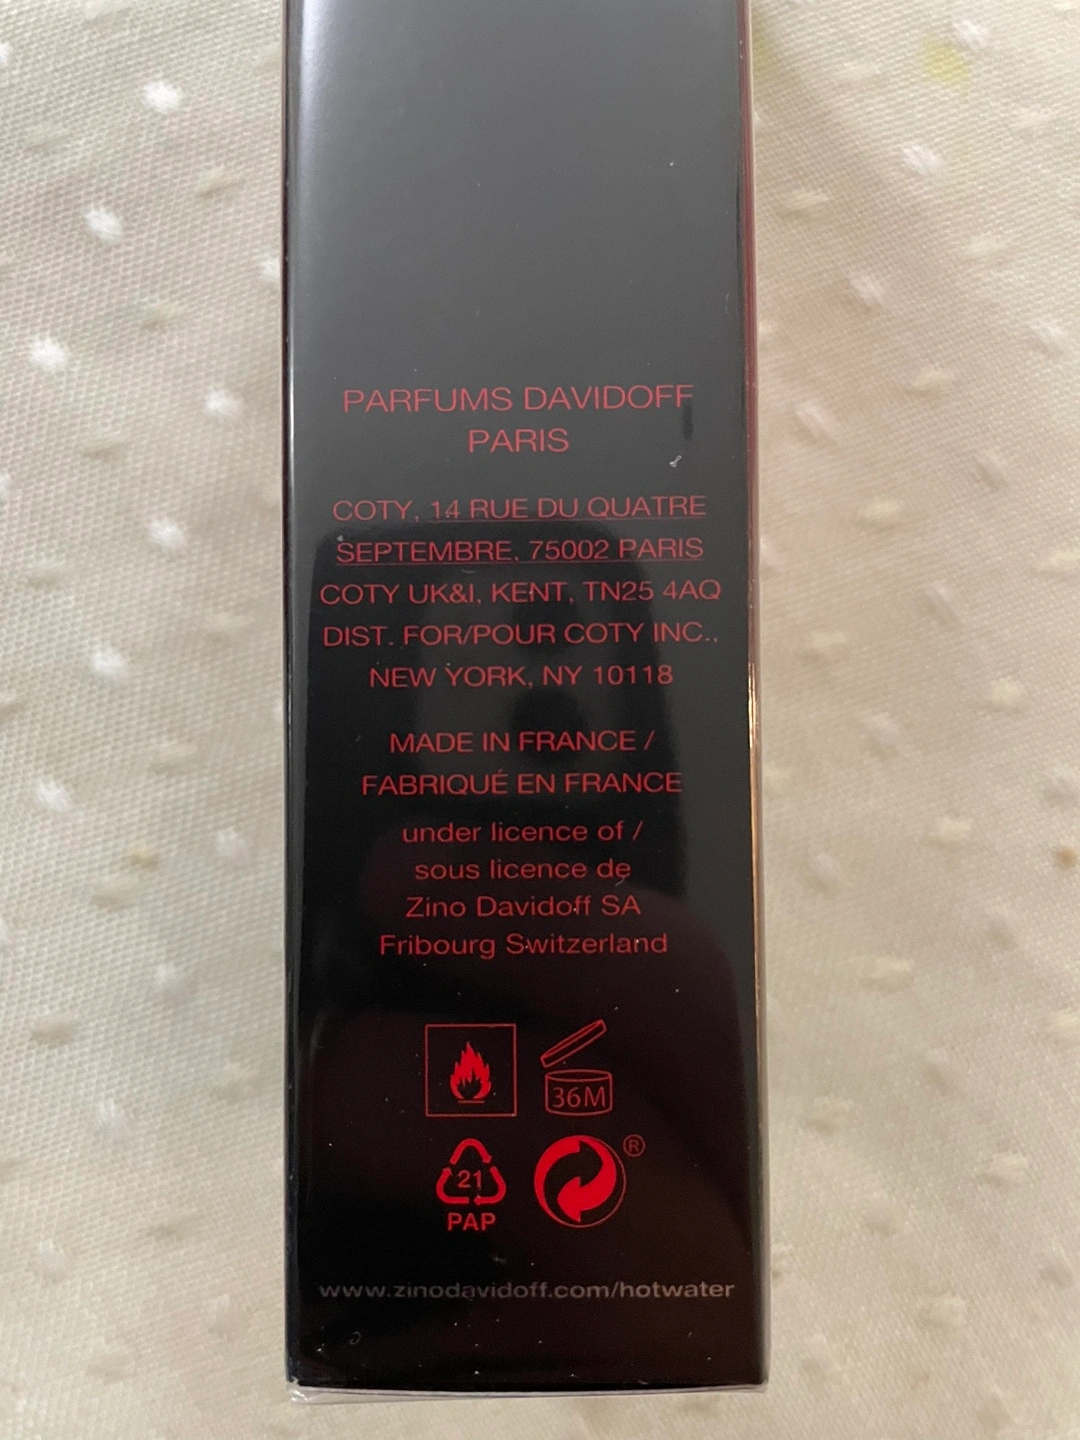 PARFUMS DAVIDOFF
PARIS
COTY, 14 RUE DU QUATRE
SEPTEMBRE, 75002 PARIS
COTY UK&I, KENT, TN25 4AQ
DIST. FOR/POUR COTY INC.,
NEW YORK, NY 10118
MADE IN FRANCE /
FABRIQUÉ EN FRANCE
under licence of /
sous licence de
Zino Davidoff SA
Fribourg Switzerland
36M
®
21
PAP
www.zinodavidoff.com/hotwater